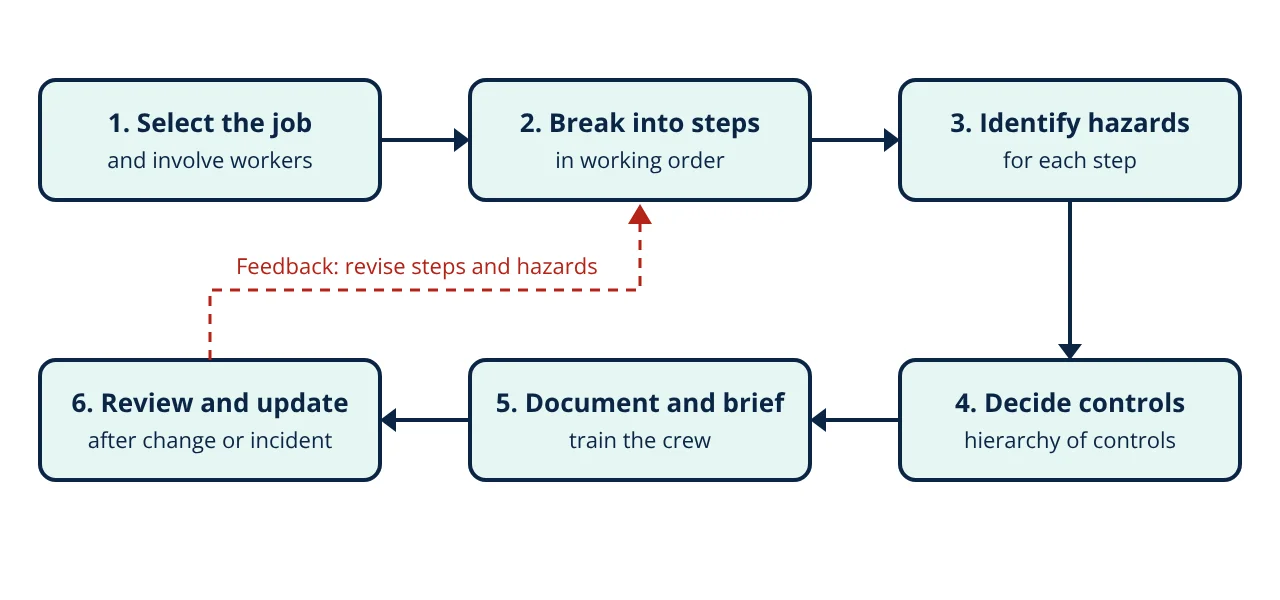 1. Select the job
and involve workers
2. Break into steps
in working order
3. Identify hazards
for each step
Feedback: revise steps and hazards
6. Review and update
after change or incident
5. Document and brief
train the crew
4. Decide controls
hierarchy of controls